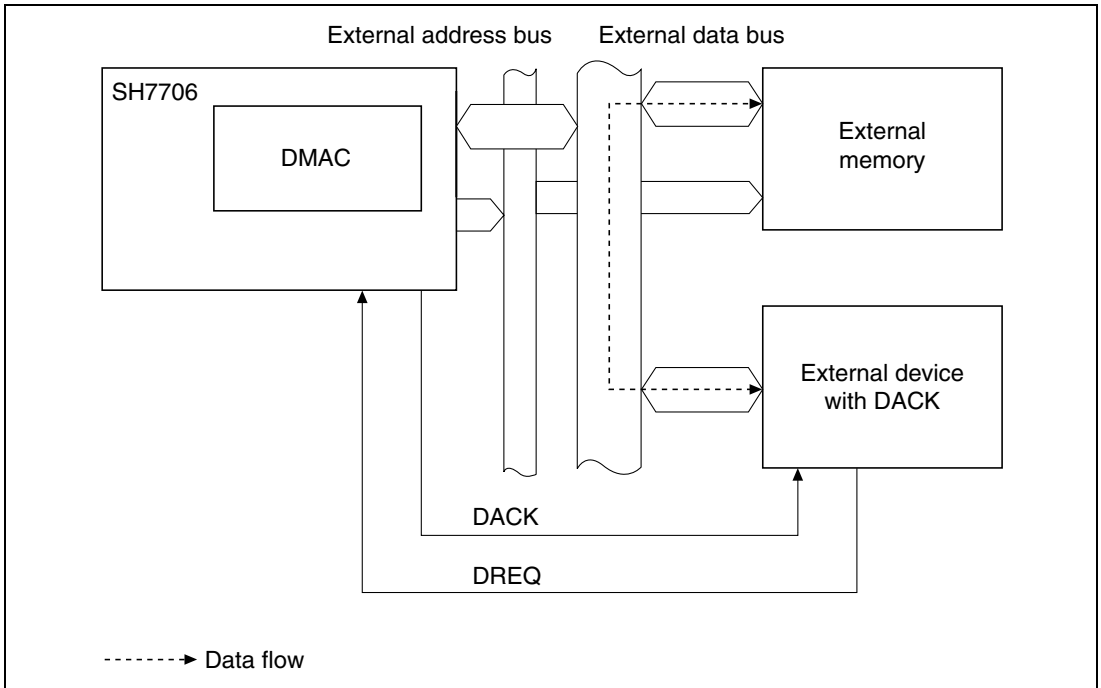 External address bus
External data bus
SH7706
DMAC
External
memory
External device
with DACK
DACK
DREQ
Data flow